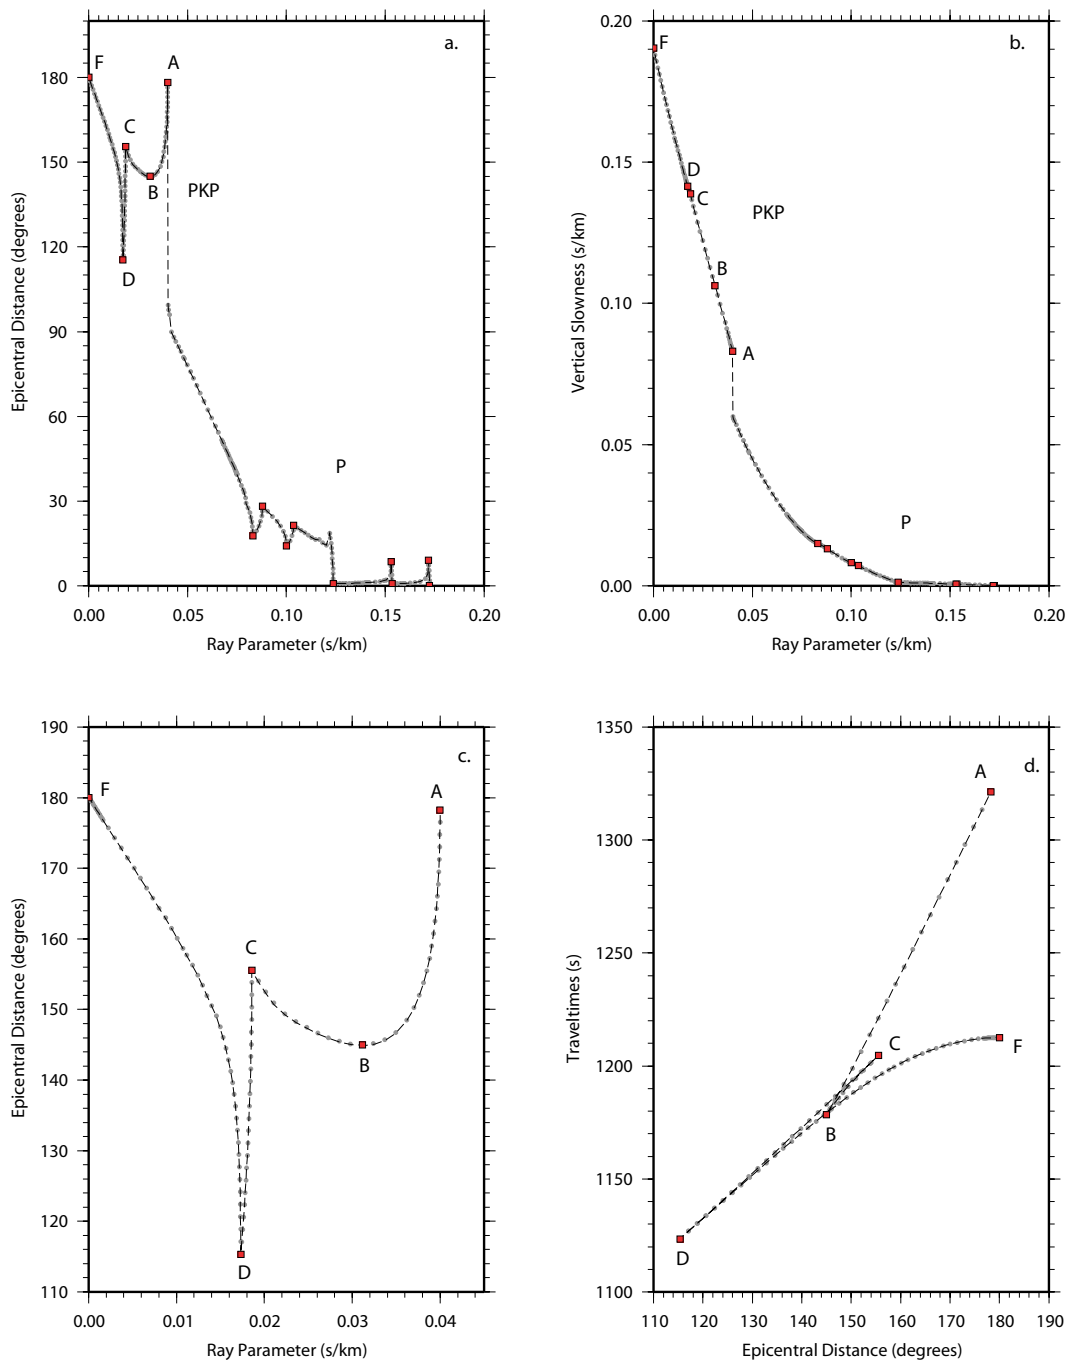 a.
F
A
C
B
D
PKP
P
180
150
120
90
60
30
0
0.00 0.05 0.10 0.15 0.20
Epicentral Distance (degrees)
Ray Parameter (s/km)
b.
F
D
C
PKP
B
A
P
0.20
0.15
0.10
0.05
0.00
0.00 0.05 0.10 0.15 0.20
Vertical Slowness (s/km)
Ray Parameter (s/km)
c.
F
A
C
B
D
190
180
170
160
150
140
130
120
110
0.00 0.01 0.02 0.03 0.04
Epicentral Distance (degrees)
Ray Parameter (s/km)
d.
A
C
F
B
D
1350
1300
1250
1200
1150
1100
110 120 130 140 150 160 170 180 190
Traveltimes (s)
Epicentral Distance (degrees)